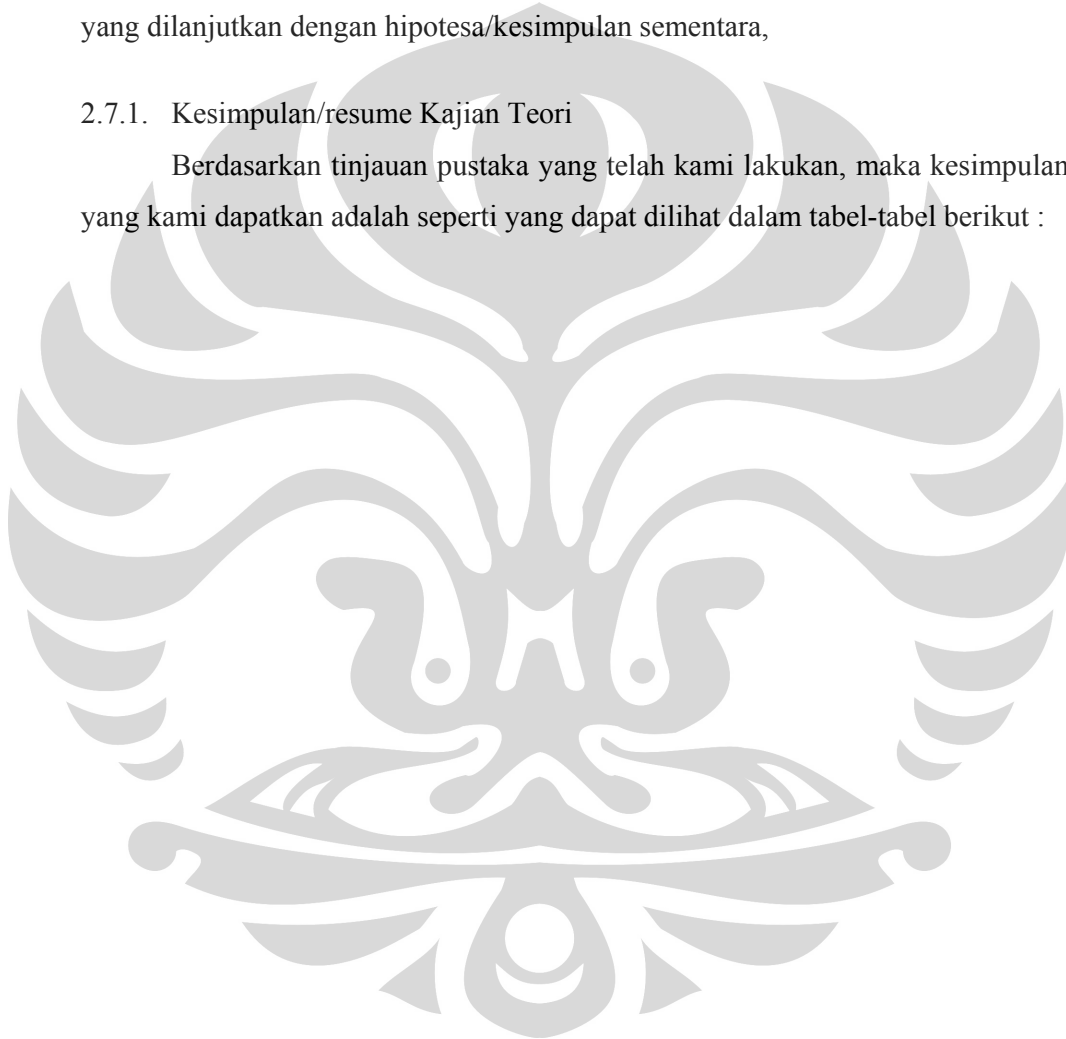 yang dilanjutkan dengan hipotesa/kesimpulan sementara,
2.7.1. Kesimpulan/resume Kajian Teori
Berdasarkan tinjauan pustaka yang telah kami lakukan, maka kesimpulan
yang kami dapatkan adalah seperti yang dapat dilihat dalam tabel-tabel berikut :